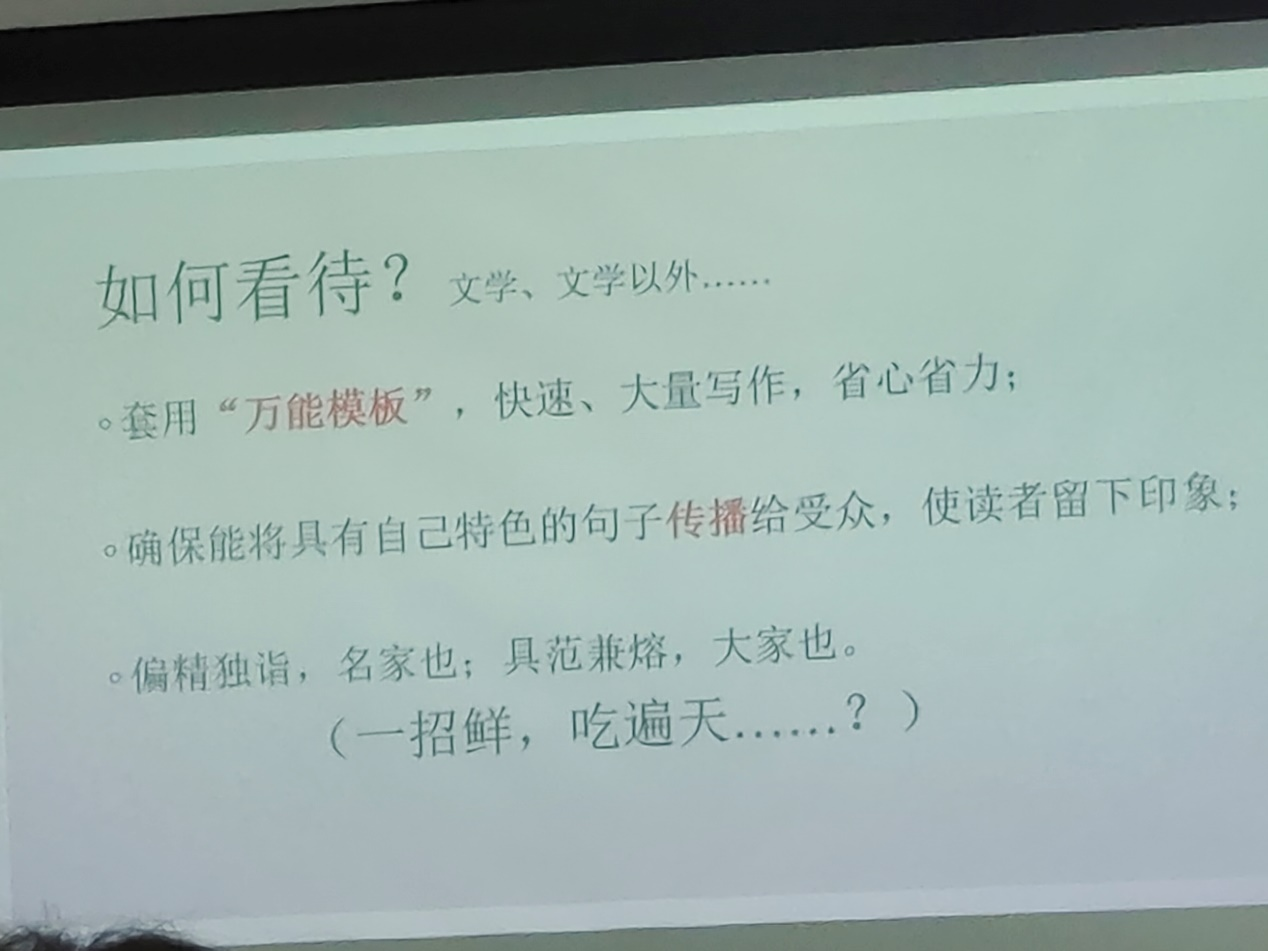 如何看待？ 文学、文学以外……
。套用“万能模板”，快速、大量写作，省心省力；
。确保能将具有自己特色的句子传播给受众，使读者留下印象；
。偏精独诣，名家也；具范兼熔，大家也。
（一招鲜，吃遍天……？）